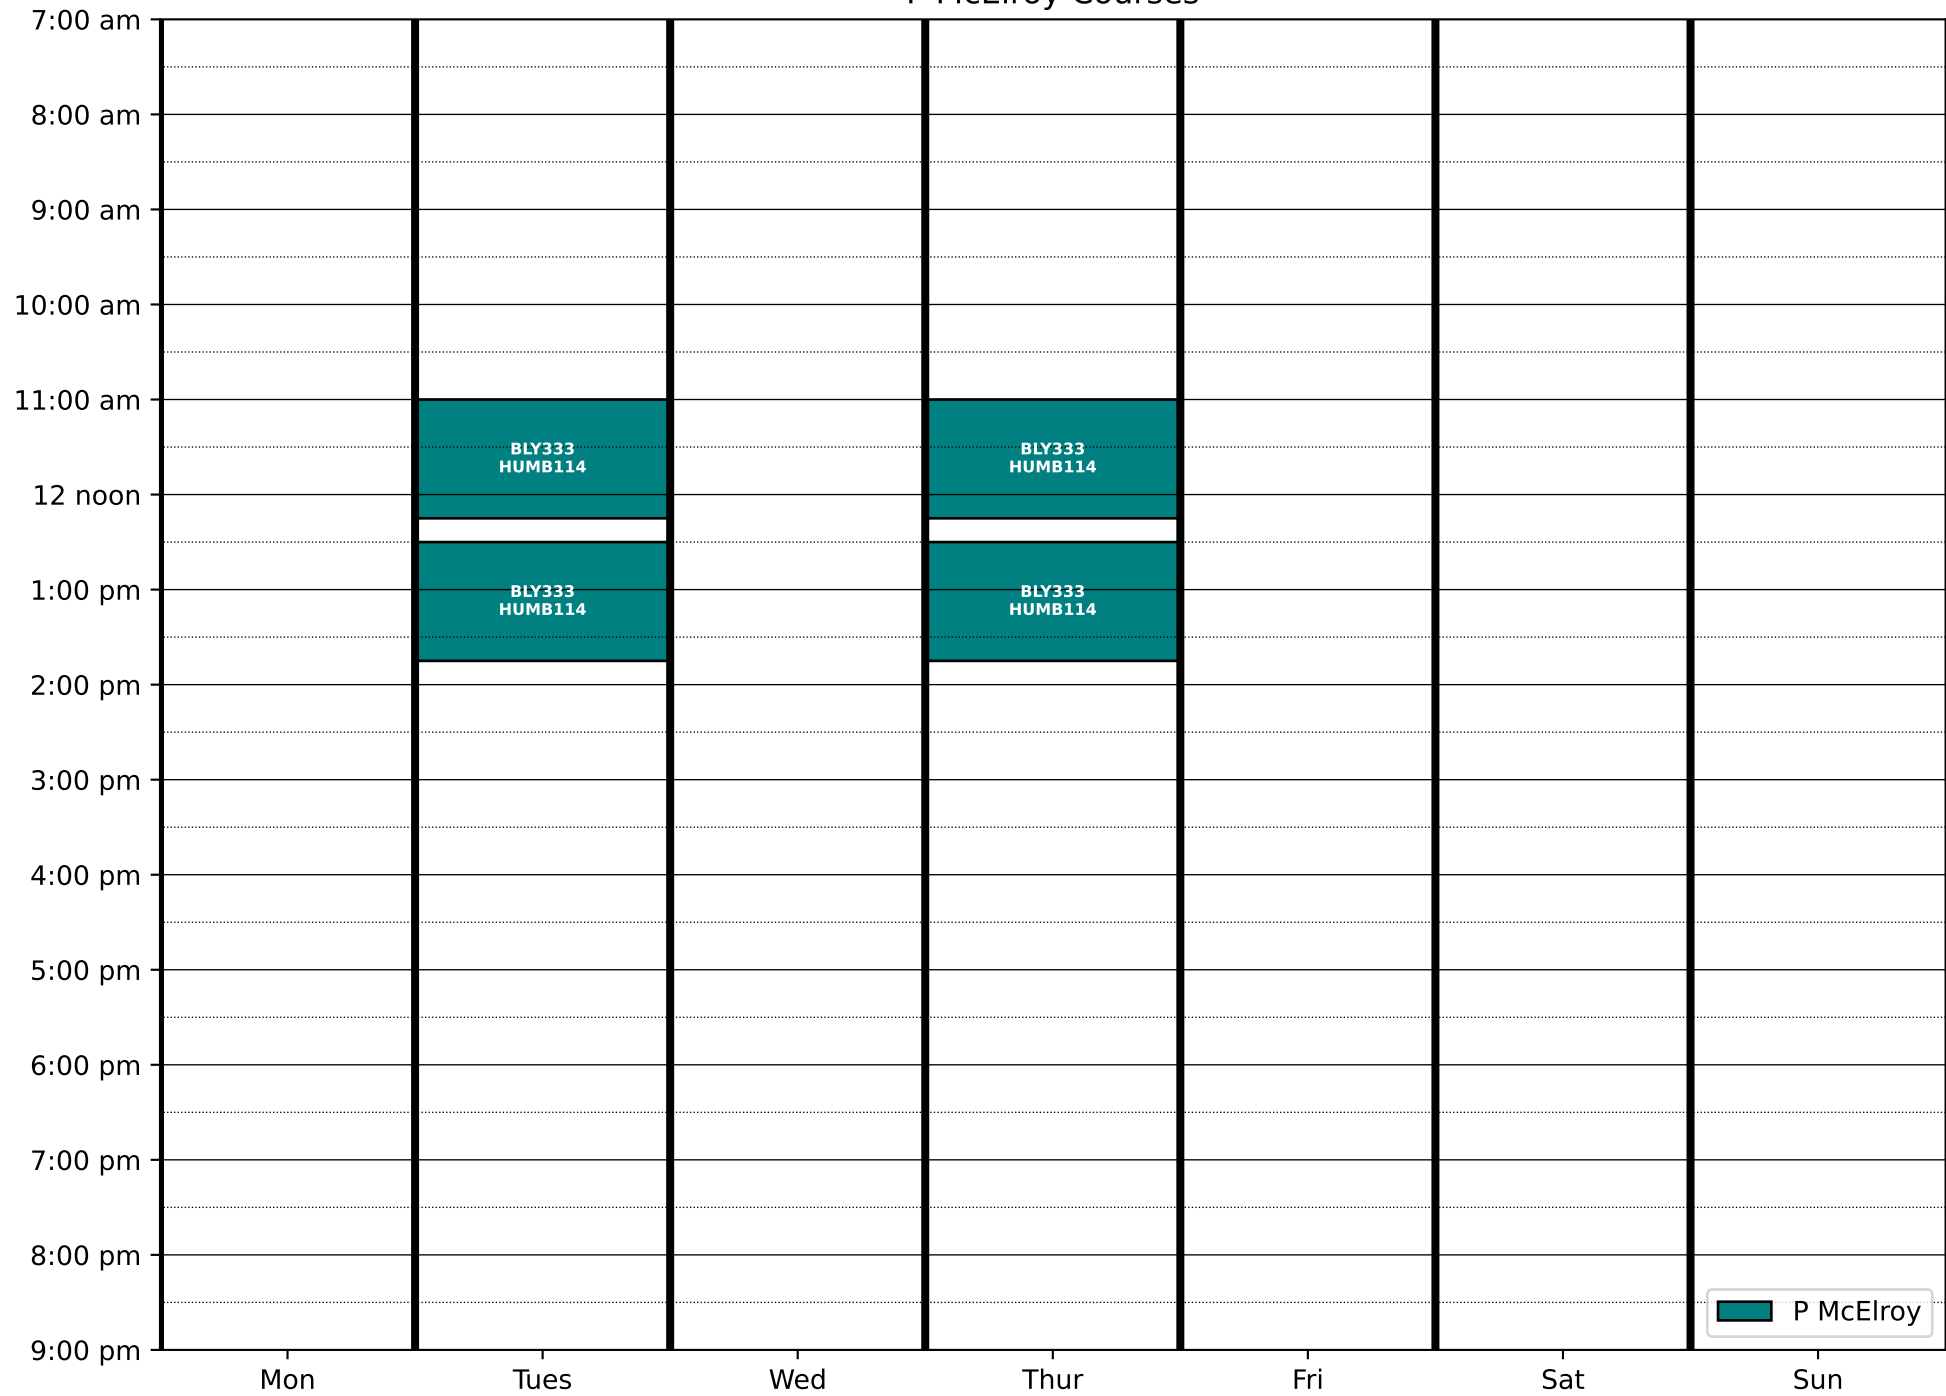 P McElroy Courses
7:00 am
8:00 am
9:00 am
10:00 am
11:00 am
BLY333
HUMB114
BLY333
HUMB114
12 noon
BLY333
HUMB114
BLY333
HUMB114
1:00 pm
2:00 pm
3:00 pm
4:00 pm
5:00 pm
6:00 pm
7:00 pm
8:00 pm
P McElroy
9:00 pm
Mon Tues Wed Thur Fri Sat Sun